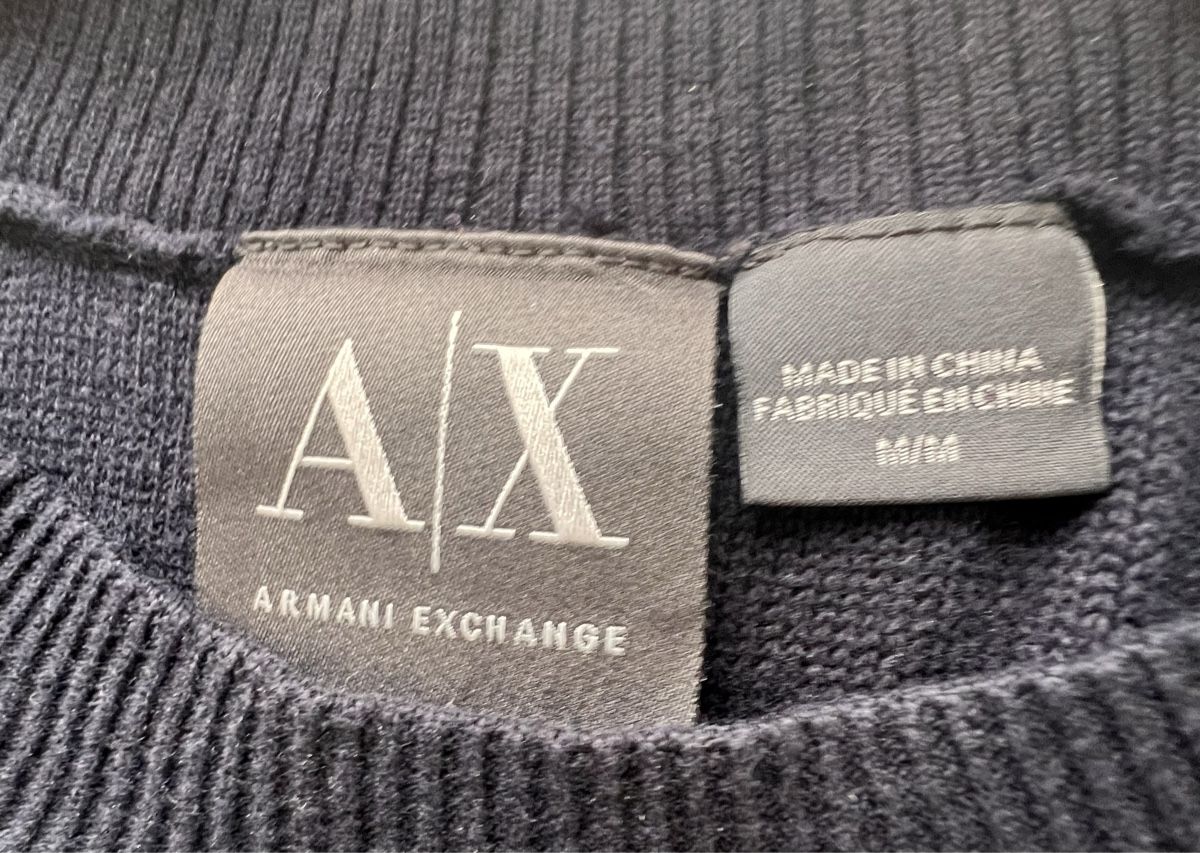 A|X
ARMANI EXCHANGE
MADE IN CHINA
FABRIQUÉ EN CHINE
M/M